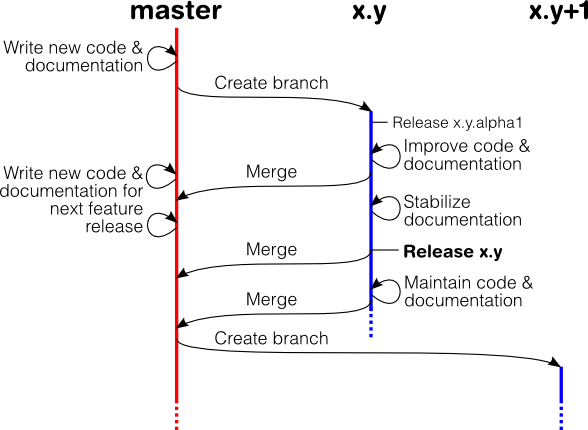 master
x.y
x.y+1
Write new code &
documentation
Create branch
Release x.y.alpha1
Improve code &
documentation
Merge
Write new code &
documentation for
next feature
release
Stabilize
documentation
Merge
Release x.y
Maintain code &
documentation
Merge
Create branch